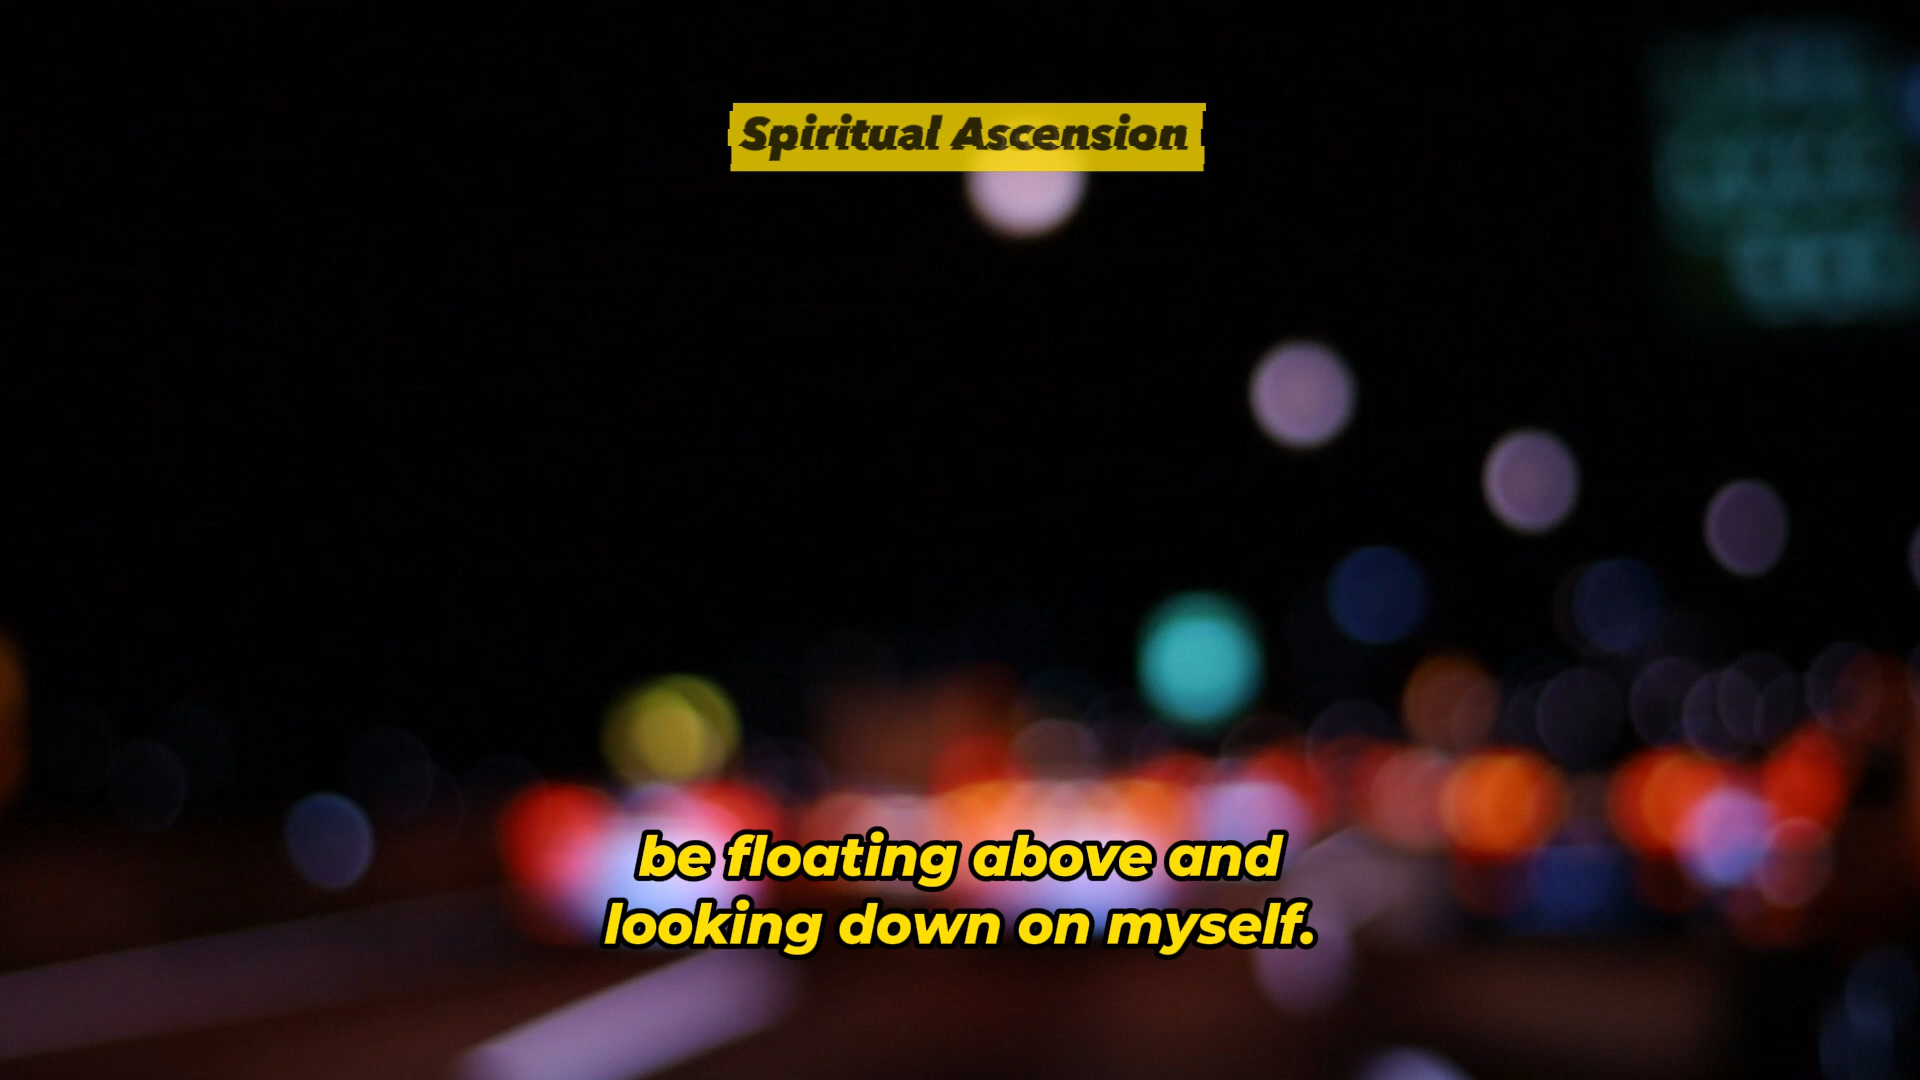 Spiritual Ascension
be floating above and
looking down on myself.